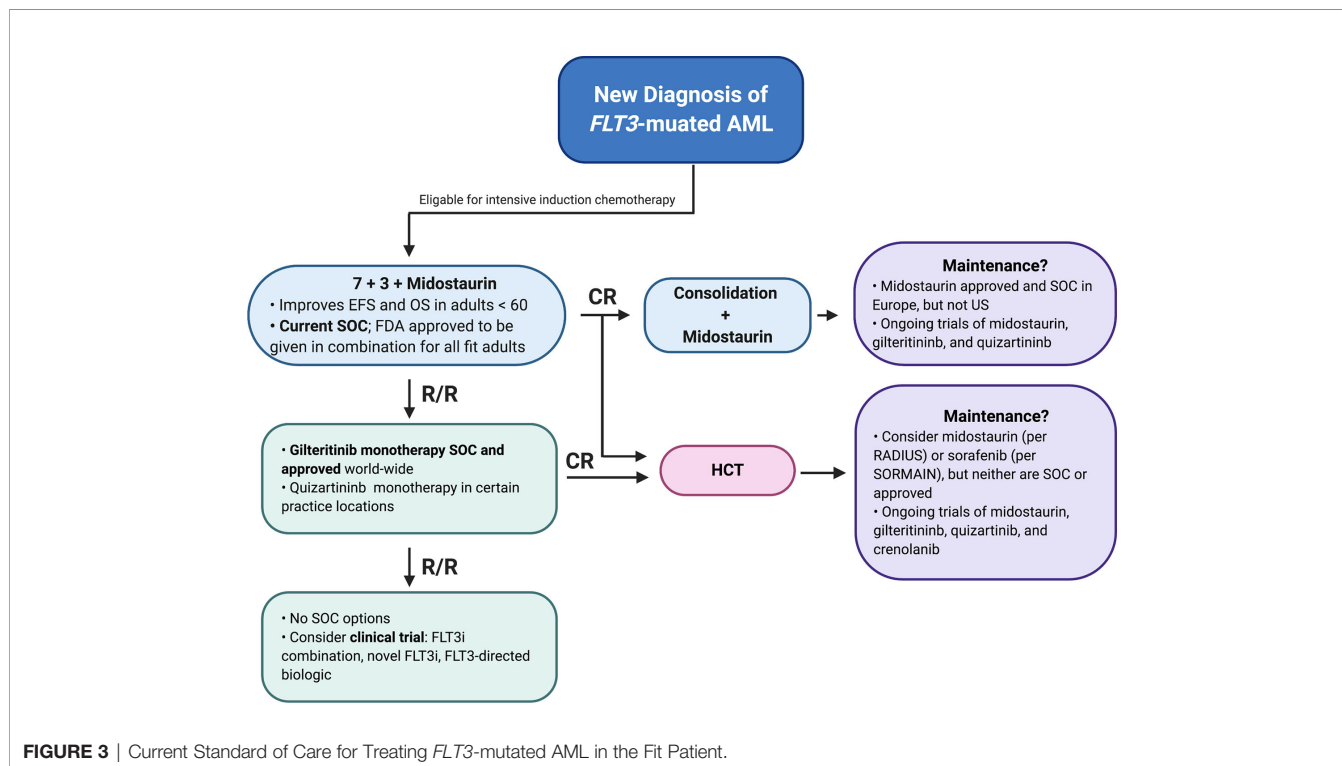 New Diagnosis of
FLT3-muated AML
Eligable for intensive induction chemotherapy
7 + 3 + Midostaurin
• Improves EFS and OS in adults < 60
• Current SOC; FDA approved to be
given in combination for all fit adults
CR
Consolidation
+
Midostaurin
Maintenance?
• Midostaurin approved and SOC in
Europe, but not US
• Ongoing trials of midostaurin,
gilteritininb, and quizartininb
R/R
• Gilteritinib monotherapy SOC and
approved world-wide
• Quizartininb monotherapy in certain
practice locations
CR
HCT
Maintenance?
• Consider midostaurin (per
RADIUS) or sorafenib (per
SORMAIN), but neither are SOC or
approved
• Ongoing trials of midostaurin,
gilteritininb, quizartinib, and
crenolanib
R/R
• No SOC options
• Consider clinical trial: FLT3i
combination, novel FLT3i, FLT3-directed
biologic
FIGURE 3 | Current Standard of Care for Treating FLT3-mutated AML in the Fit Patient.